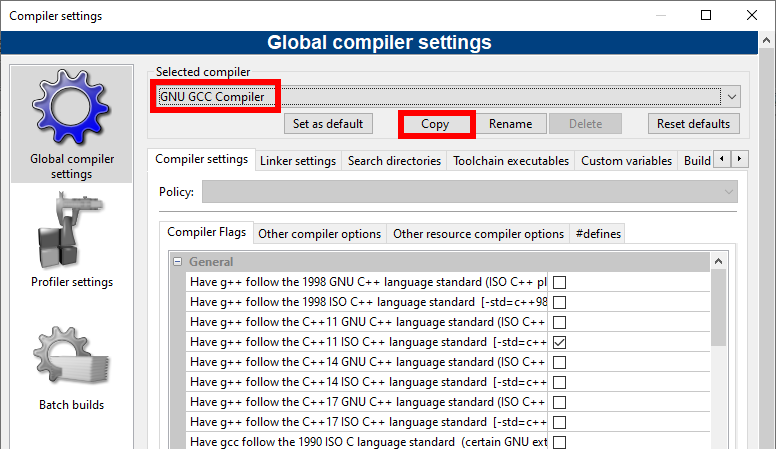 Compiler settings
Global compiler settings
Global compiler
settings
Profiler settings
Batch builds
Selected compiler
GNU GCC Compiler
Set as default
Copy
Rename
Delete
Reset defaults
Compiler settings
Linker settings
Search directories
Toolchain executables
Custom variables
Build
Policy:
Compiler Flags
Other compiler options
Other resource compiler options
#defines
General
Have g++ follow the 1998 GNU C++ language standard (ISO C++ pl
Have g++ follow the 1998 ISO C++ language standard [-std=c++98
Have g++ follow the C++11 GNU C++ language standard (ISO C++
Have g++ follow the C++11 ISO C++ language standard [-std=c++
Have g++ follow the C++14 GNU C++ language standard (ISO C++
Have g++ follow the C++14 ISO C++ language standard [-std=c++
Have g++ follow the C++17 GNU C++ language standard (ISO C++
Have g++ follow the C++17 ISO C++ language standard [-std=c++
Have gcc follow the 1990 ISO C language standard (certain GNU ext